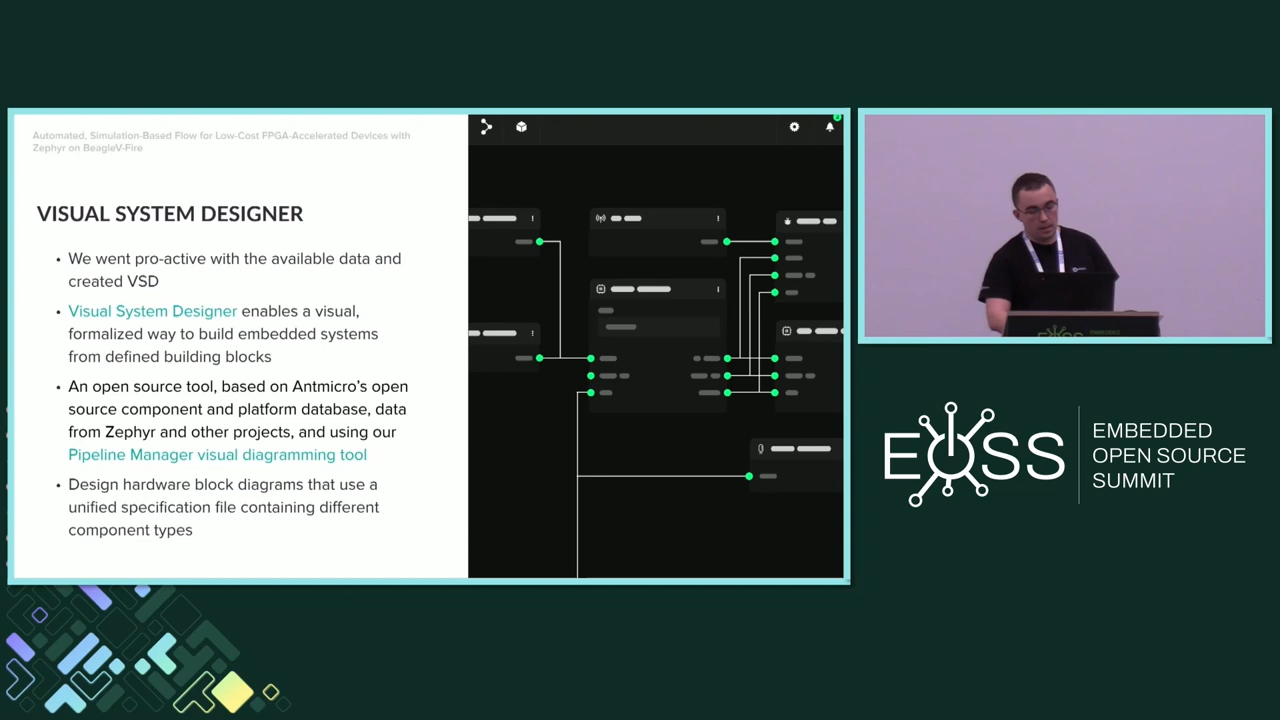 Automated, Simulation-Based Flow for Low-Cost FPGA-Accelerated Devices with
Zephyr on BeagleV-Fire
VISUAL SYSTEM DESIGNER
• We went pro-active with the available data and
created VSD
• Visual System Designer enables a visual,
formalized way to build embedded systems
from defined building blocks
• An open source tool, based on Antmicro's open
source component and platform database, data
from Zephyr and other projects, and using our
Pipeline Manager visual diagramming tool
• Design hardware block diagrams that use a
unified specification file containing different
component types
EOSS
EMBEDDED
OPEN SOURCE
SUMMIT